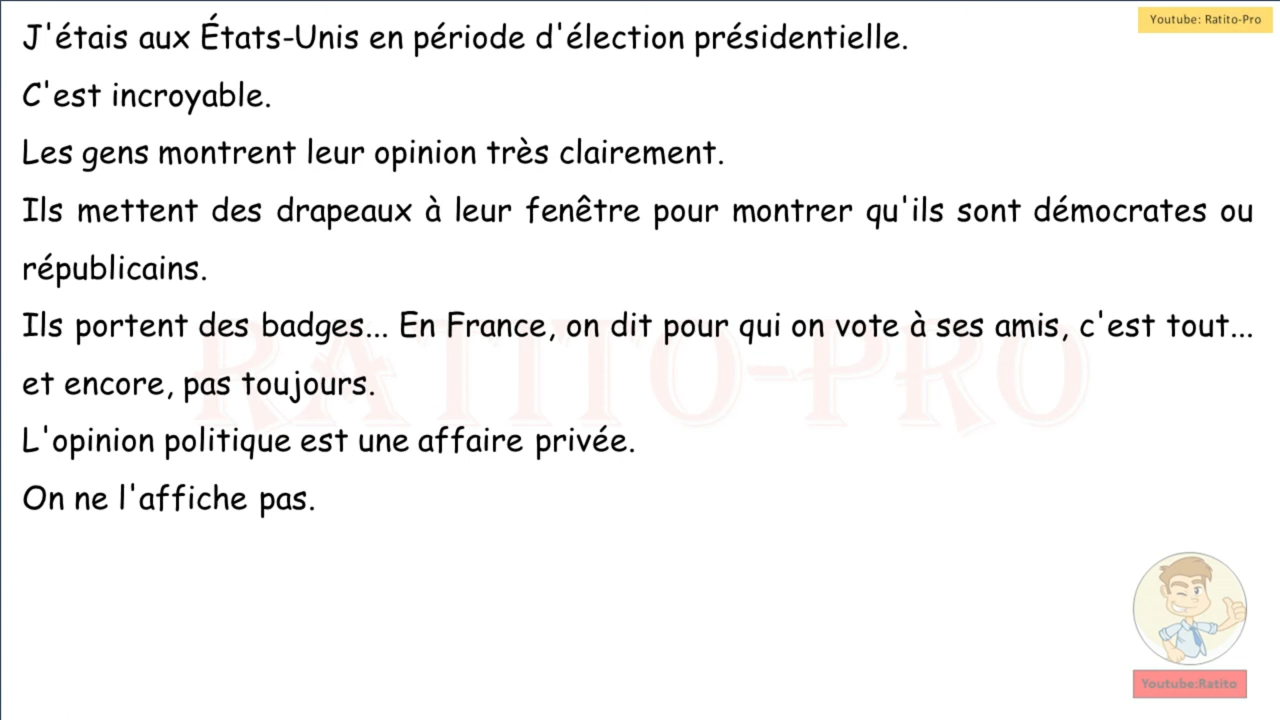 Youtube: Ratito-Pro
J'étais aux États-Unis en période d'élection présidentielle.
C'est incroyable.
Les gens montrent leur opinion très clairement.
Ils mettent des drapeaux à leur fenêtre pour montrer qu'ils sont démocrates ou
républicains.
Ils portent des badges... En France, on dit pour qui on vote à ses amis, c'est tout...
et encore, pas toujours.
L'opinion politique est une affaire privée.
On ne l'affiche pas.
RATITO-PRO
Youtube:Ratito